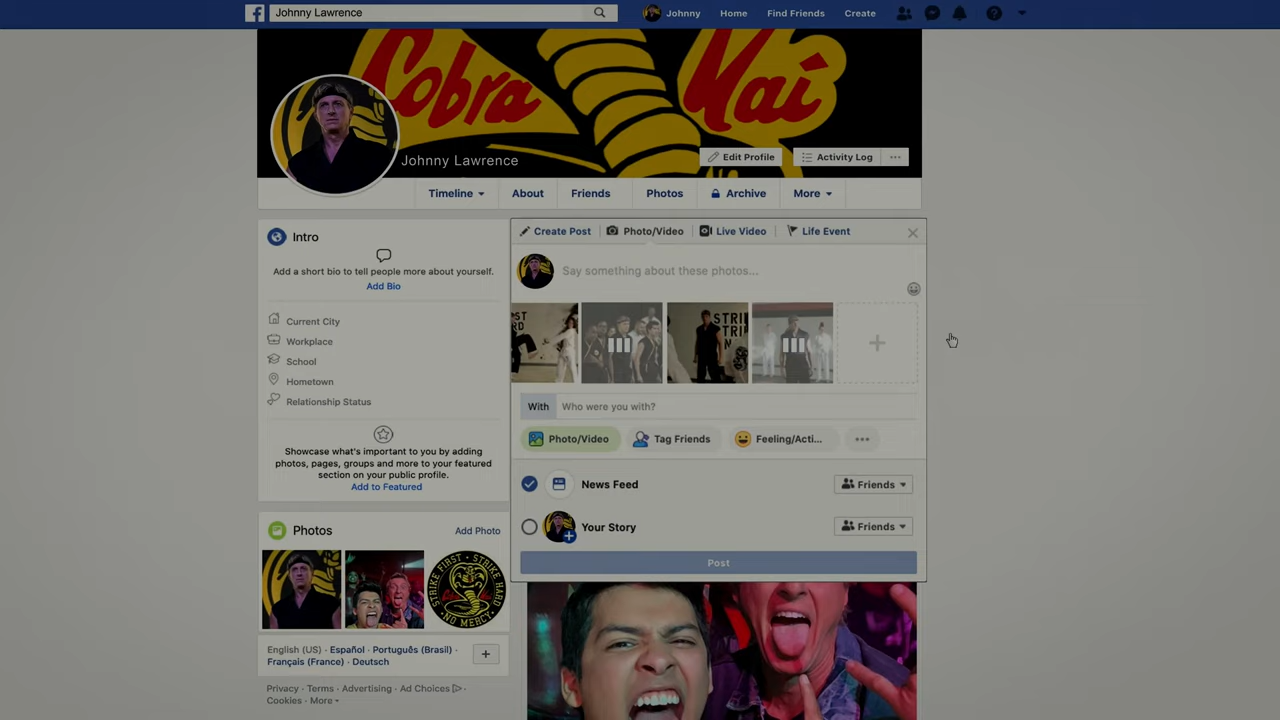 Johnny Lawrence
Johnny
Home
Find Friends
Create
Cobra Kai
Johnny Lawrence
Edit Profile
Activity Log
Timeline
About
Friends
Photos
Archive
More
Intro
Add a short bio to tell people more about yourself.
Add Bio
Current City
Workplace
School
Hometown
Relationship Status
Showcase what's important to you by adding
photos, pages, groups and more to your featured
section on your public profile.
Add to Featured
Photos
Add Photo
STRIKE FIRST · STRIKE HARD
NO MERCY
English (US) · Español · Português (Brasil) ·
Français (France) · Deutsch
Privacy · Terms · Advertising · Ad Choices ·
Cookies · More
Create Post
Photo/Video
Live Video
Life Event
Say something about these photos...
With
Who were you with?
Photo/Video
Tag Friends
Feeling/Acti...
News Feed
Friends
Your Story
Friends
Post